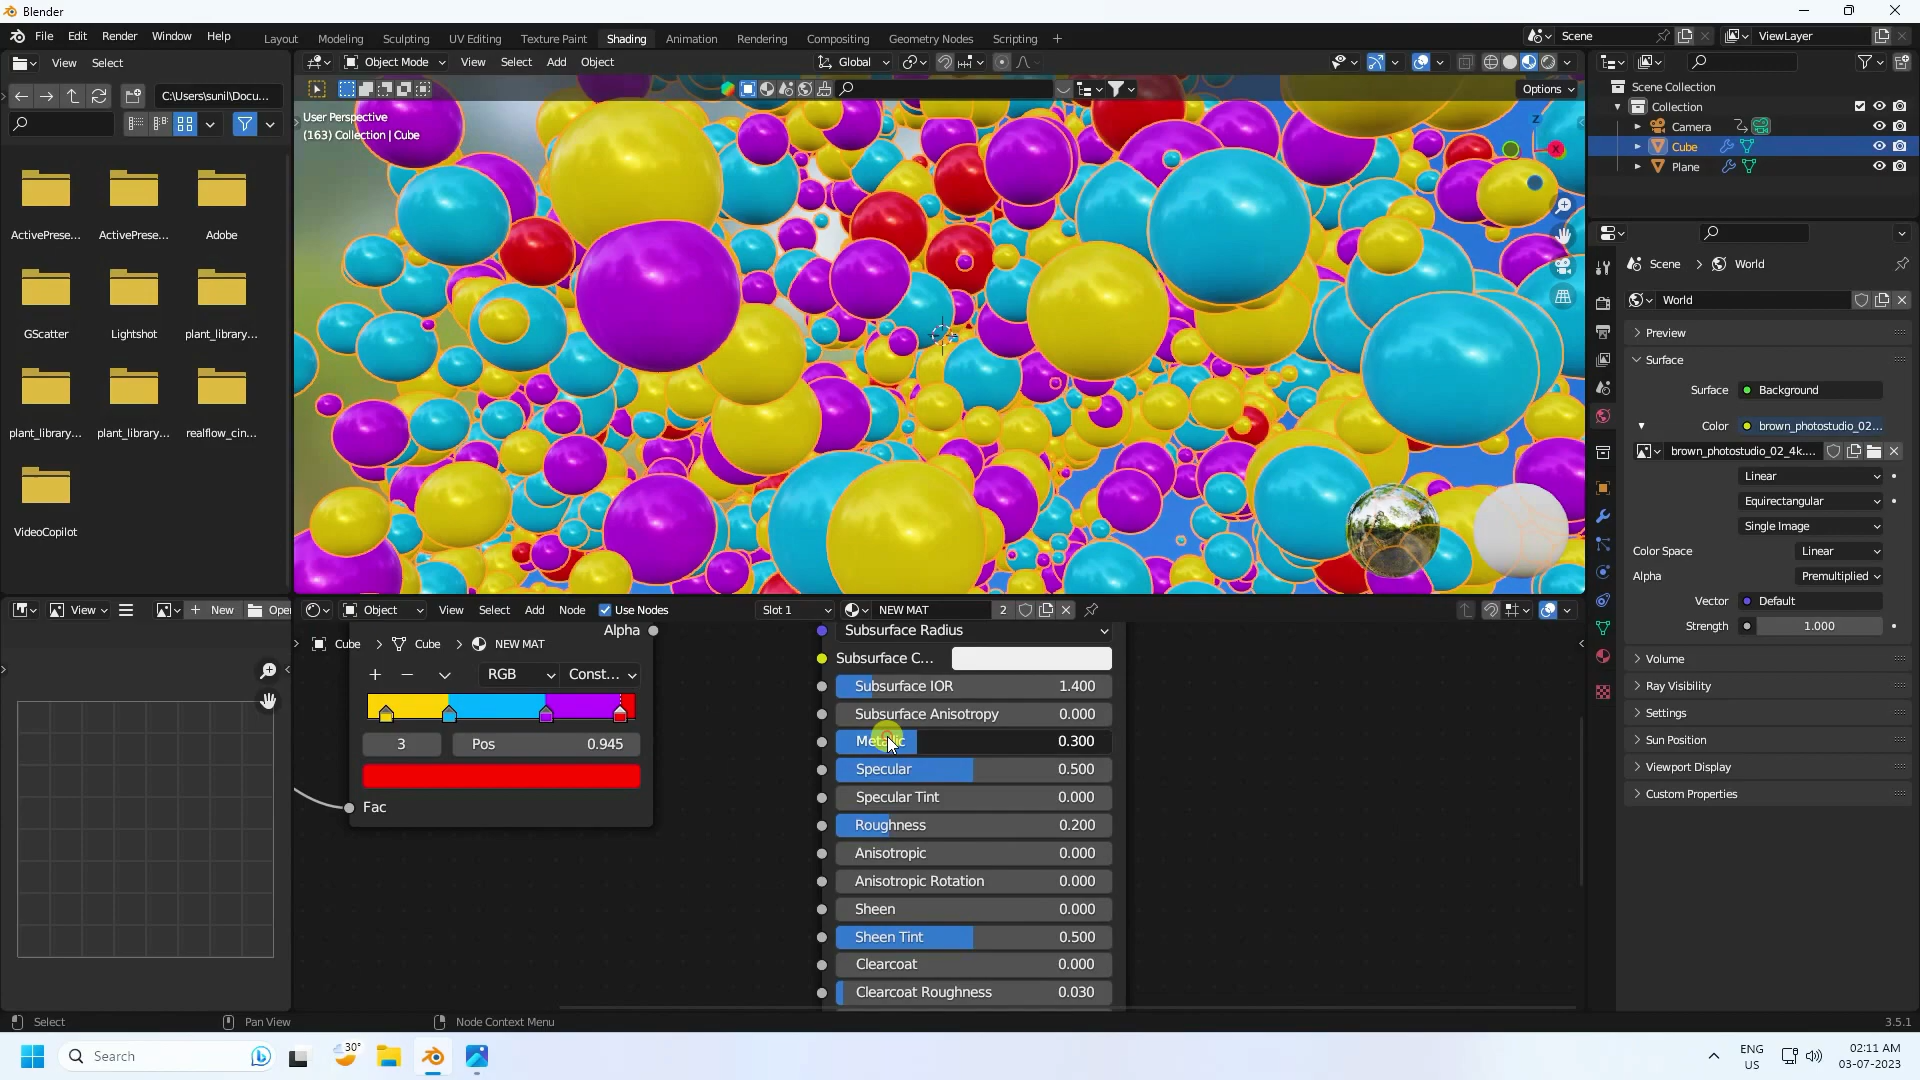 Blender
File Edit Render Window Help
Layout Modeling Sculpting UV Editing Texture Paint Shading Animation Rendering Compositing Geometry Nodes Scripting +
Scene
ViewLayer
View Select
C:\Users\sunil\Docu...
ActivePrese...
ActivePrese...
Adobe
GScatter
Lightshot
plant_library...
plant_library...
plant_library...
realflow_cin...
VideoCopilot
Object Mode View Select Add Object
Global
Options
User Perspective
(163) Collection | Cube
Z
X
Scene Collection
Collection
Camera
Cube
Plane
Scene > World
World
Preview
Surface
Surface Background
Color brown_photostudio_02...
brown_photostudio_02_4k....
Linear
Equirectangular
Single Image
Color Space Linear
Alpha Premultiplied
Vector Default
Strength 1.000
Volume
Ray Visibility
Settings
Sun Position
Viewport Display
Custom Properties
View
New
Open
Object View Select Add Node Use Nodes
Slot 1
NEW MAT
2
Cube > Cube > NEW MAT
Alpha
RGB Const...
3 Pos 0.945
Fac
Subsurface Radius
Subsurface C...
Subsurface IOR 1.400
Subsurface Anisotropy 0.000
Metallic 0.300
Specular 0.500
Specular Tint 0.000
Roughness 0.200
Anisotropic 0.000
Anisotropic Rotation 0.000
Sheen 0.000
Sheen Tint 0.500
Clearcoat 0.000
Clearcoat Roughness 0.030
Select
Pan View
Node Context Menu
3.5.1
Search
30°
ENG
US
02:11 AM
03-07-2023